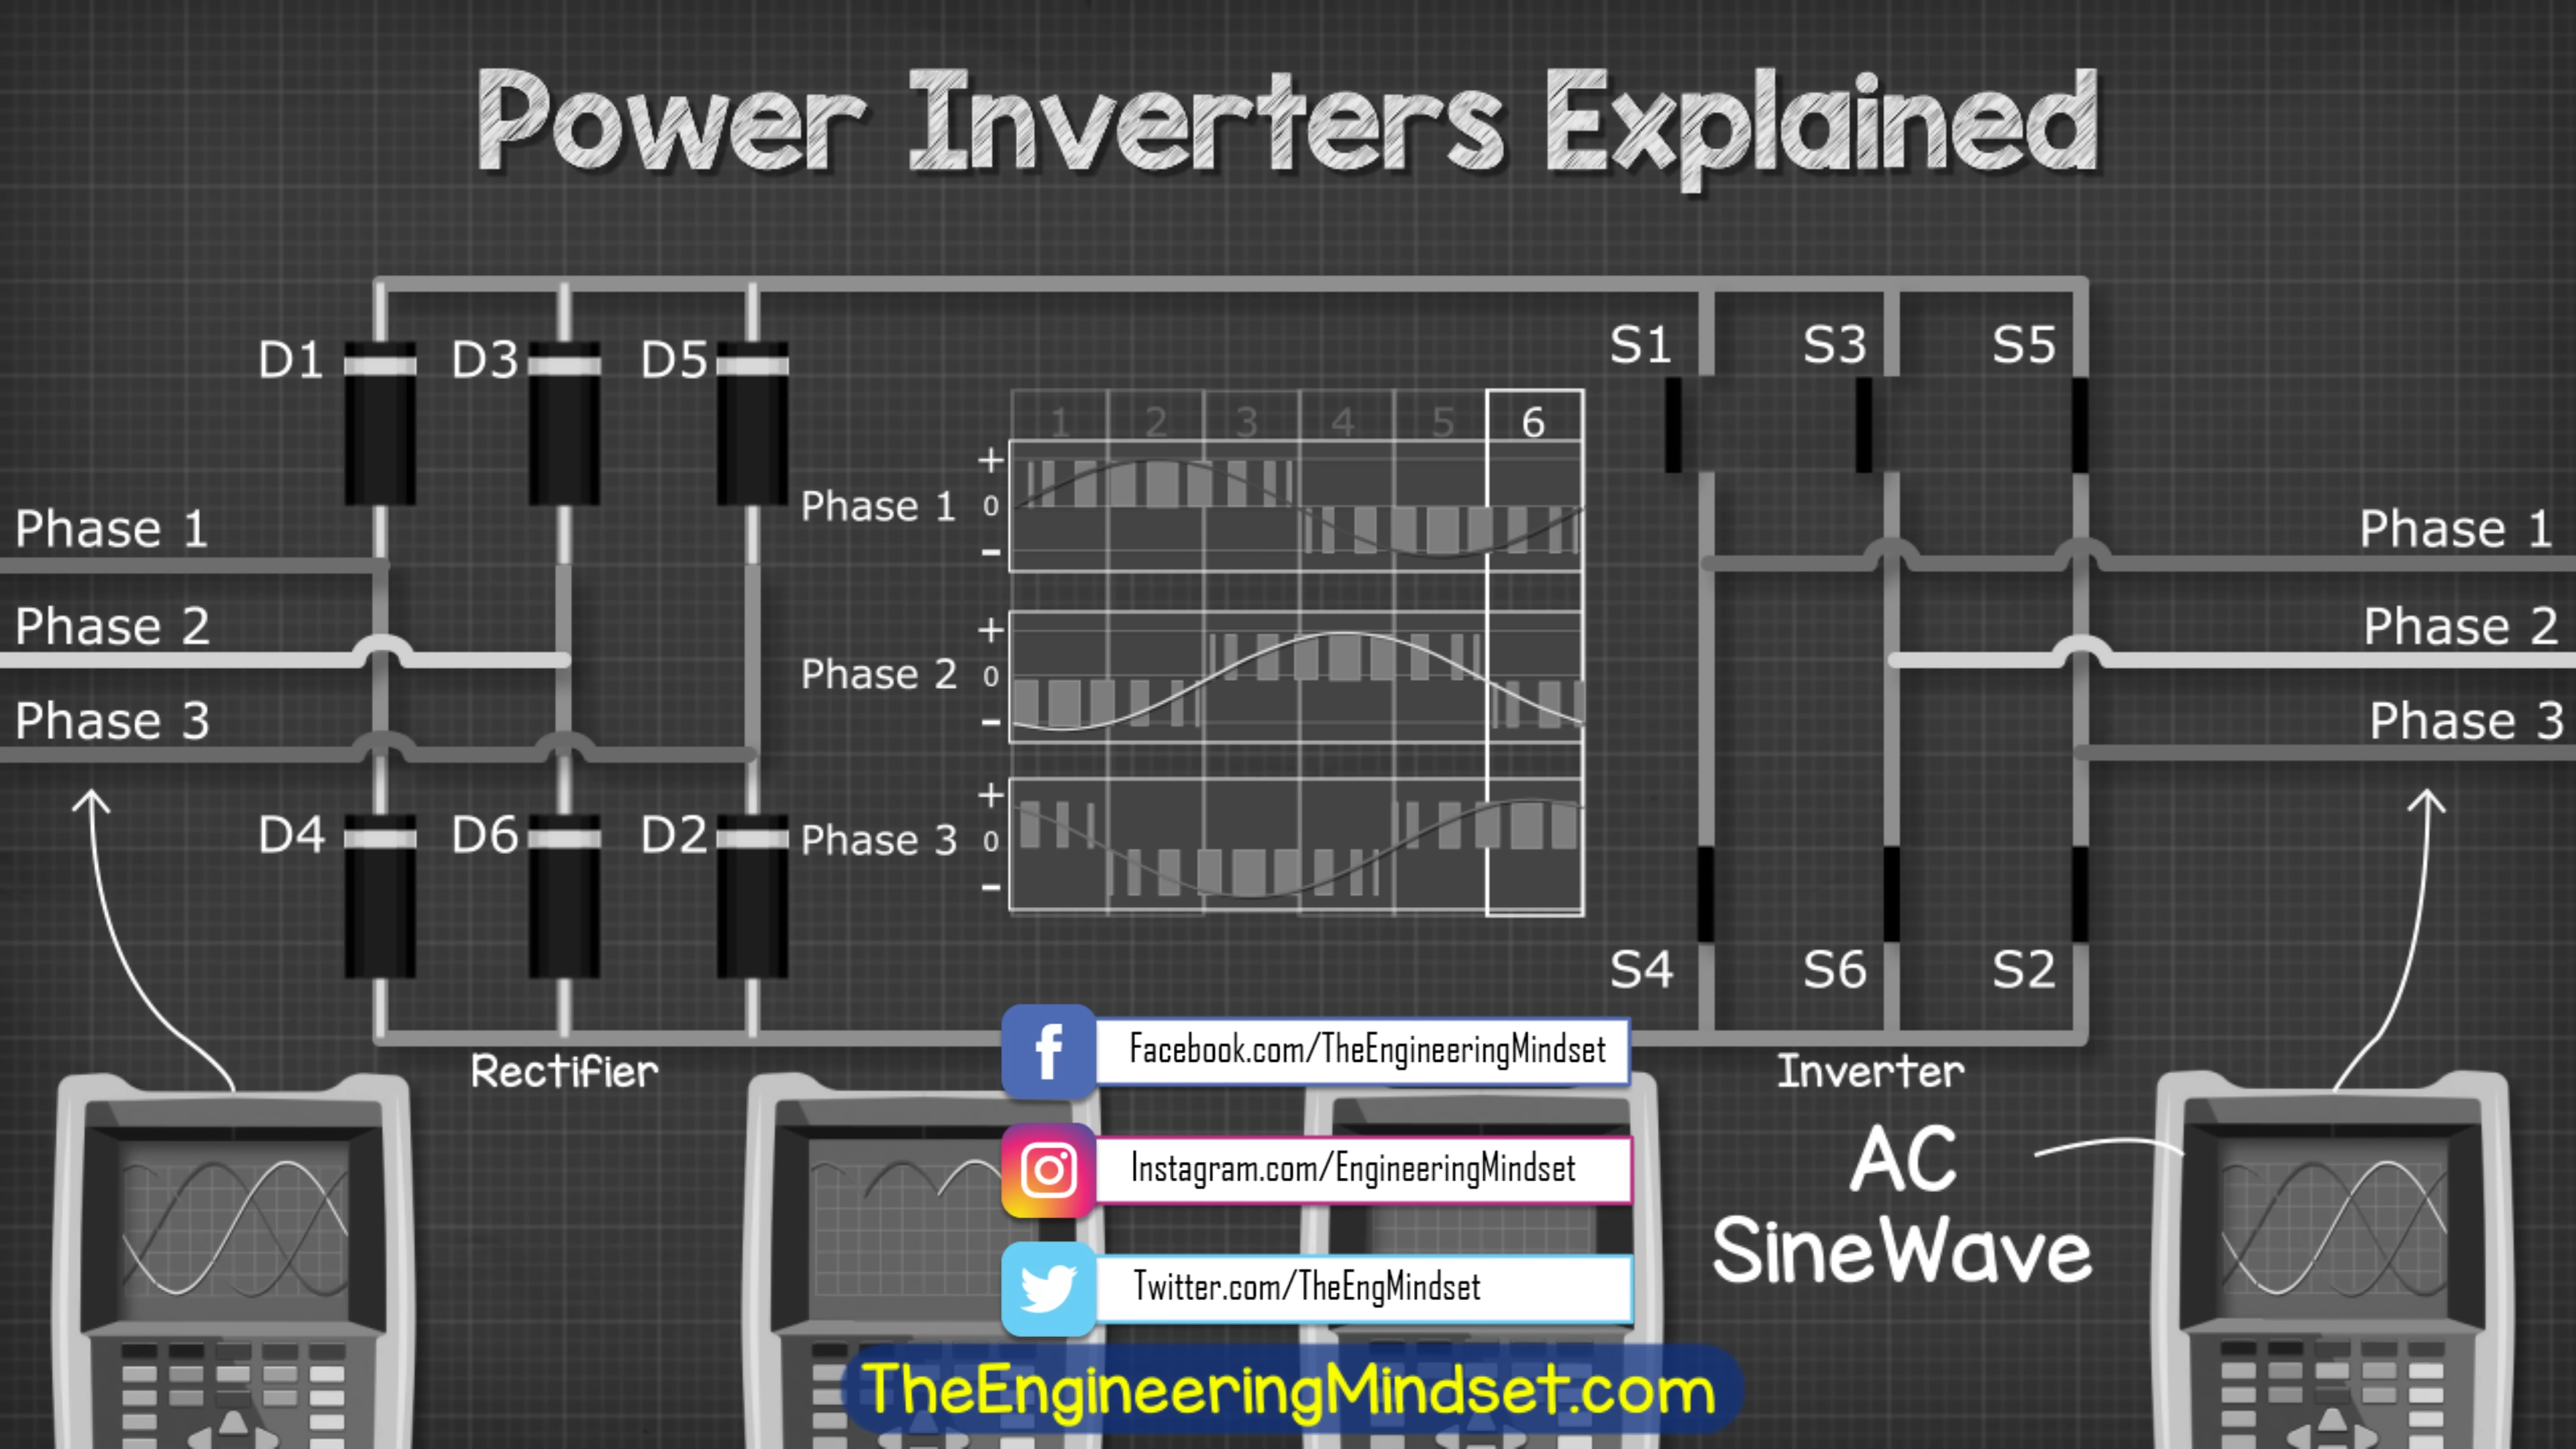 Power Inverters Explained
D1
D3
D5
S1
S3
S5
1 2 3 4 5 6
+
Phase 1
0
-
Phase 1
Phase 2
Phase 3
+
Phase 2
0
-
Phase 1
Phase 2
Phase 3
D4
D6
D2
+
Phase 3
0
-
S4
S6
S2
Rectifier
Inverter
Facebook.com/TheEngineeringMindset
Instagram.com/EngineeringMindset
Twitter.com/TheEngMindset
AC
SineWave
TheEngineeringMindset.com